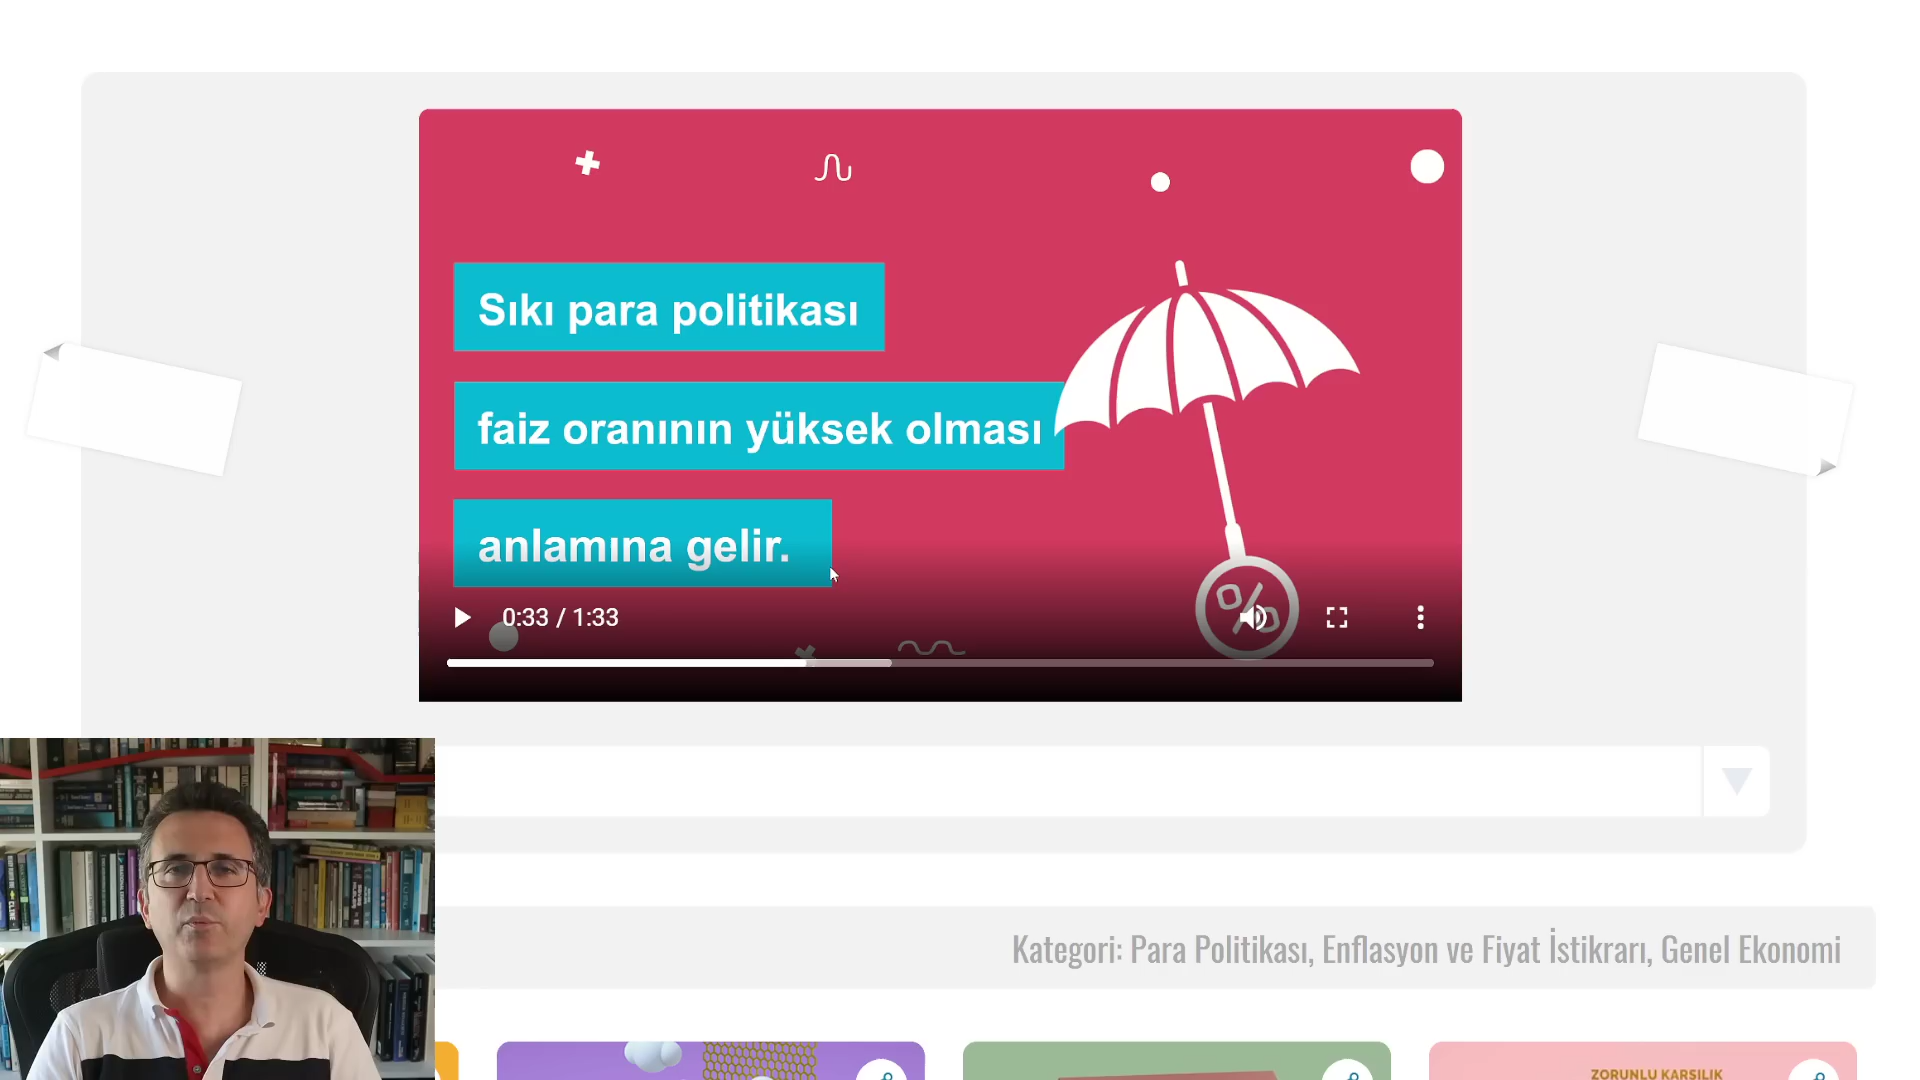 Sıkı para politikası
faiz oranının yüksek olması
anlamına gelir.
%
0:33 / 1:33
Kategori: Para Politikası, Enflasyon ve Fiyat İstikrarı, Genel Ekonomi
ZORUNLU KARŞILIK